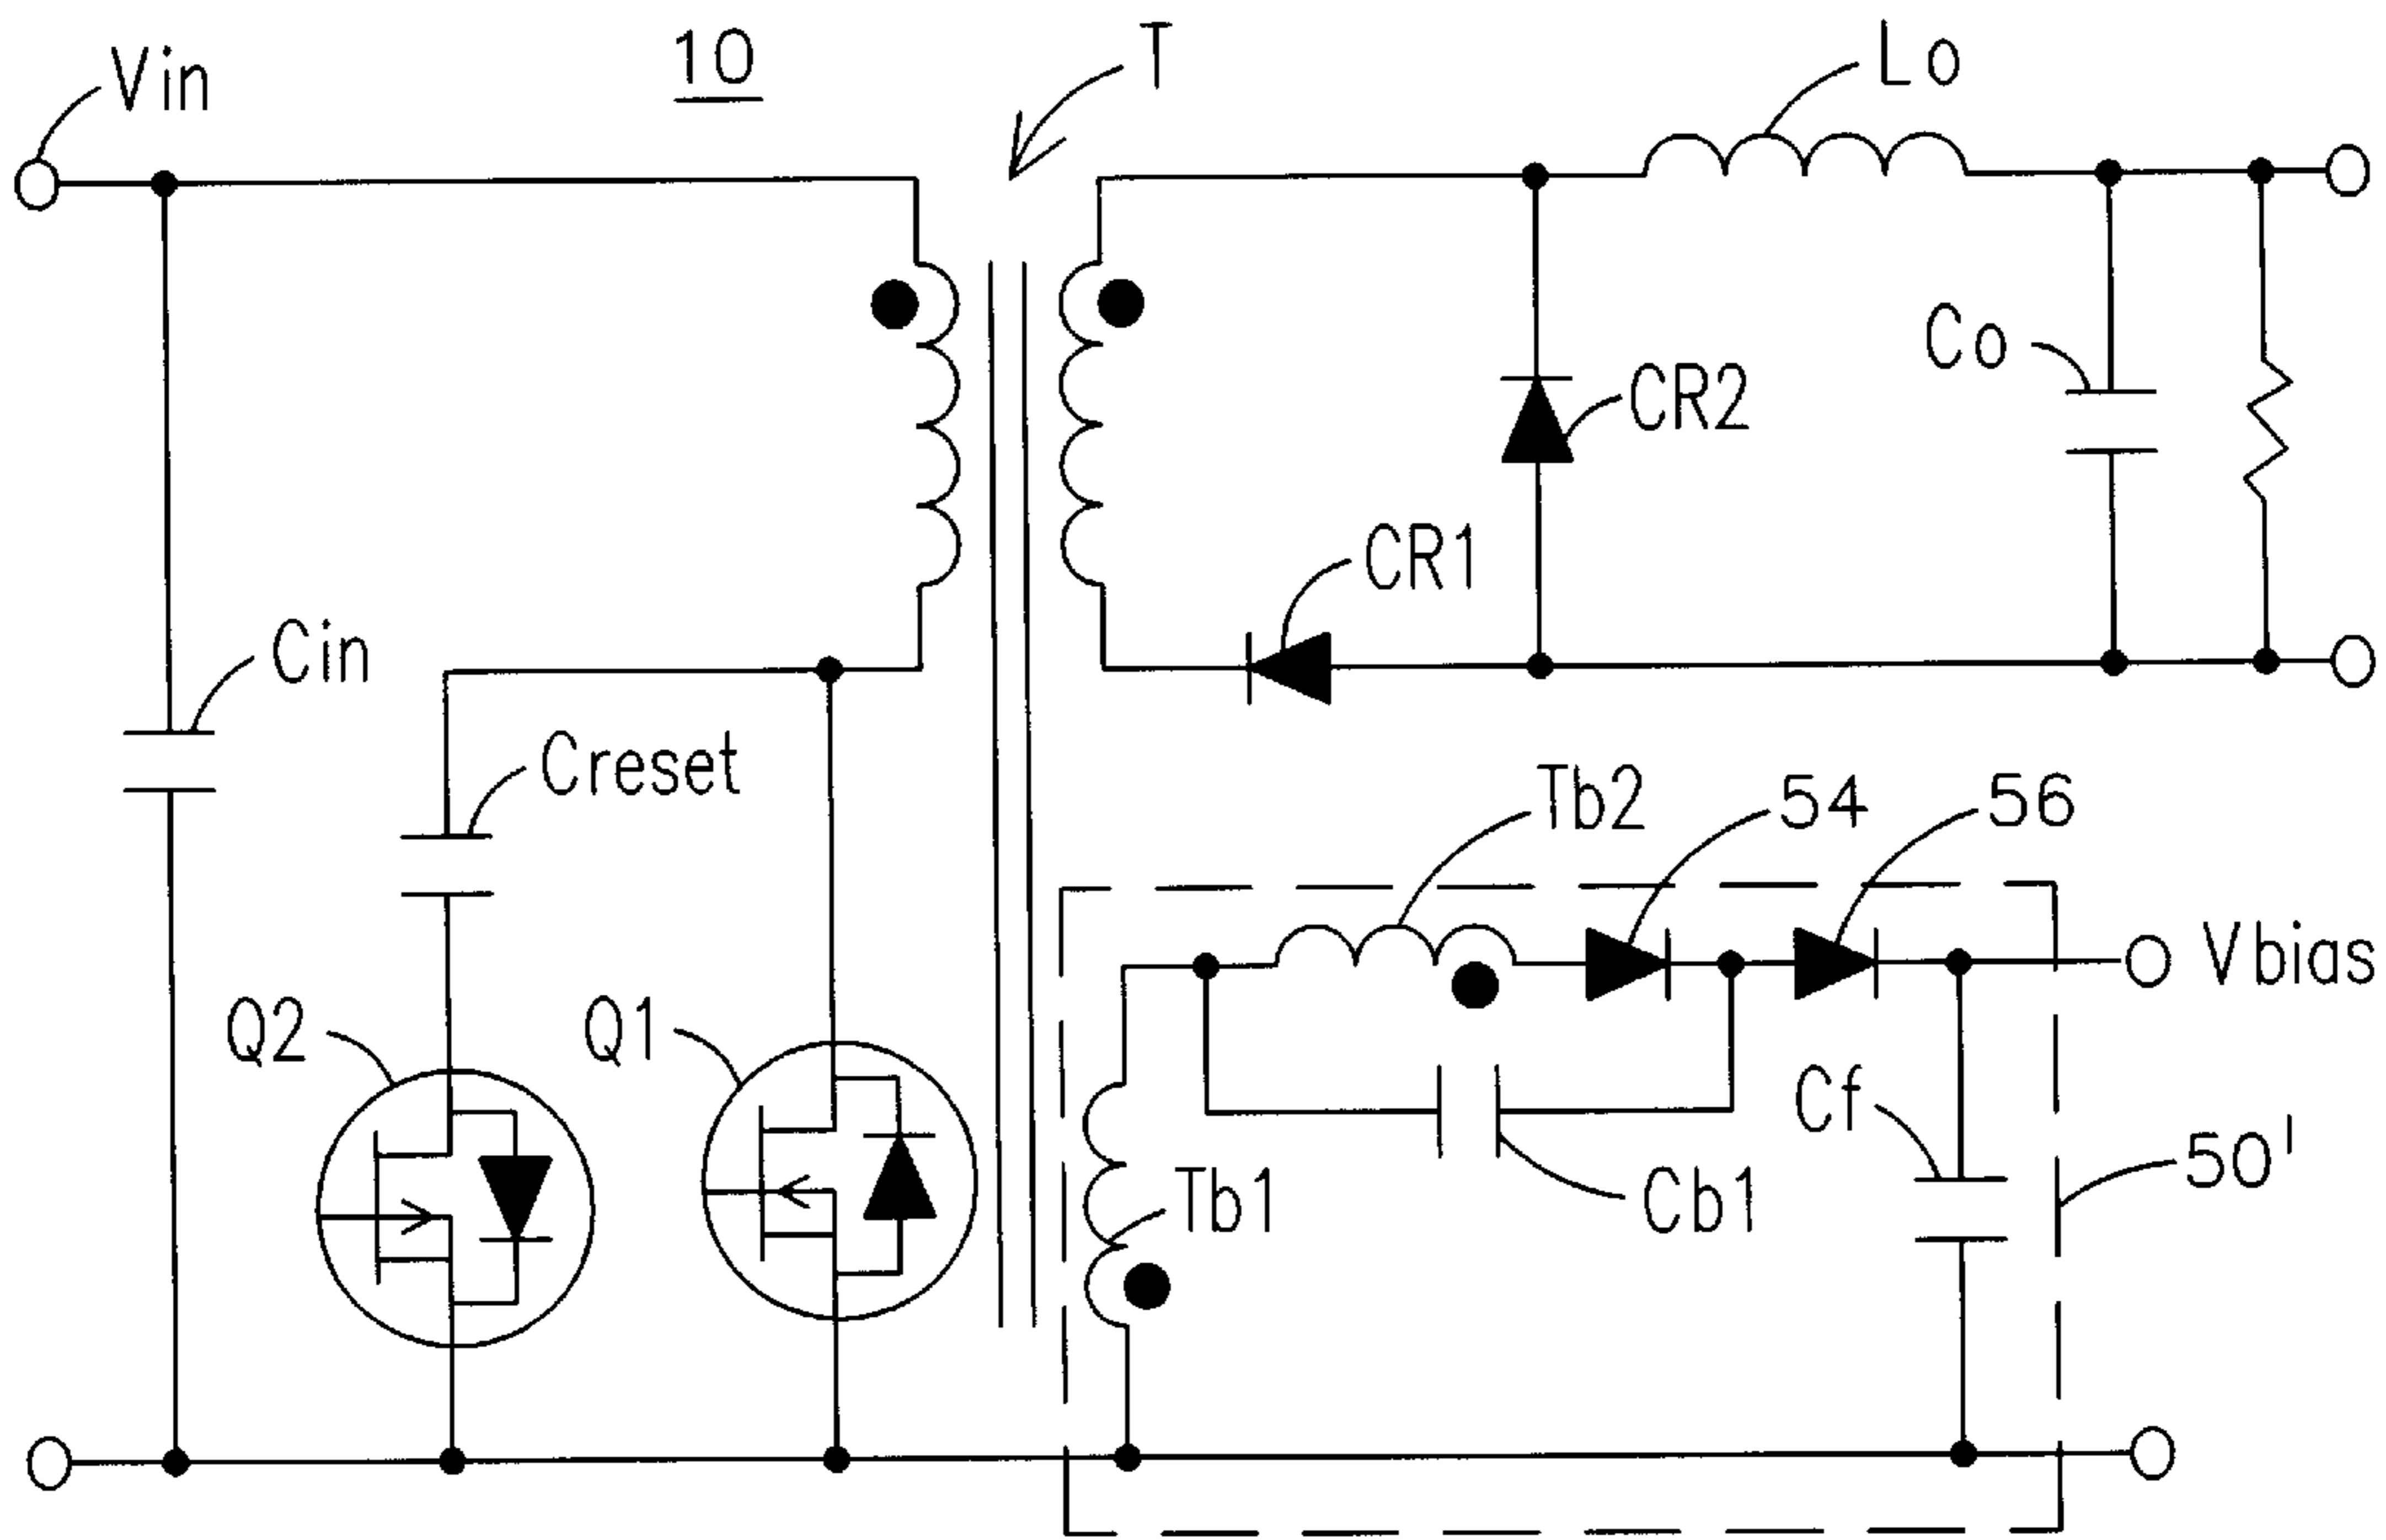 10
T
Lo
Vin
Co
CR2
CR1
Cin
Creset
Tb2
54
56
Vbias
Q2
Q1
Cf
50'
Tb1
Cb1